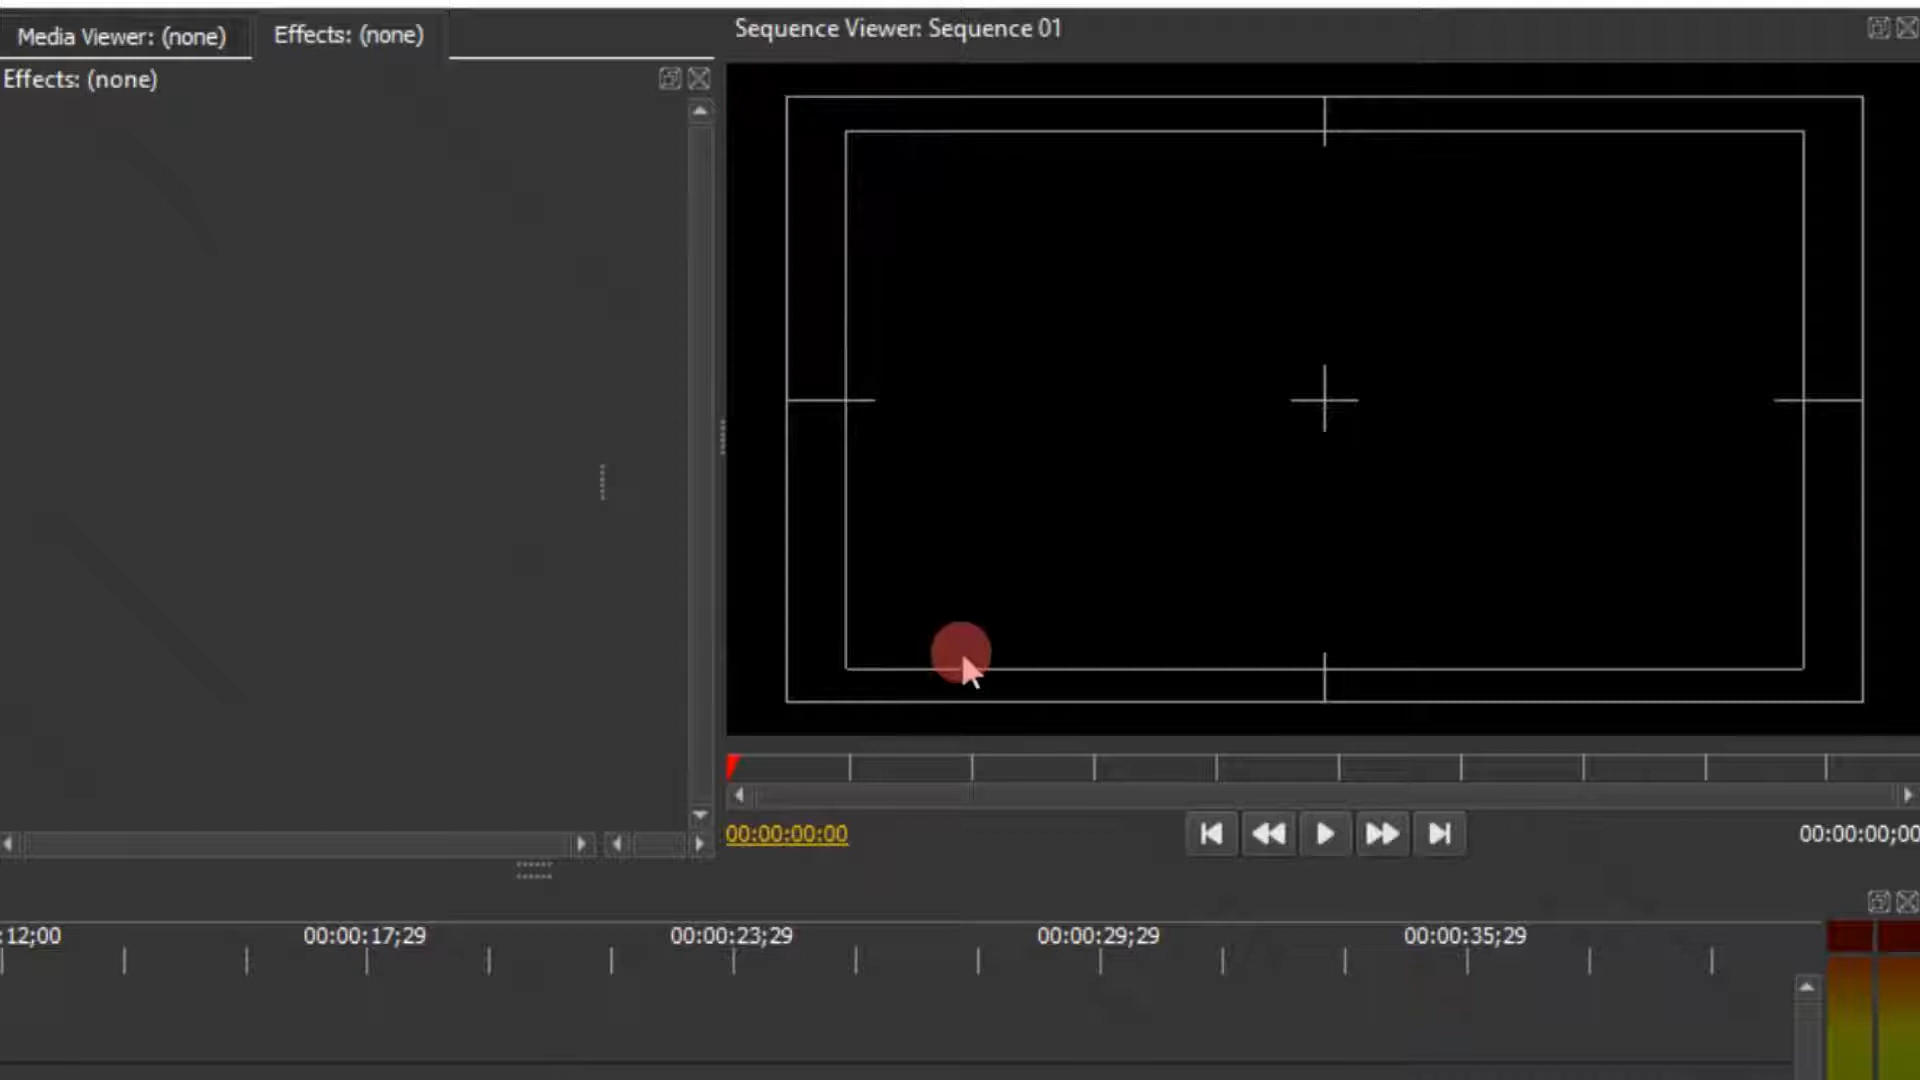 Media Viewer: (none)
Effects: (none)
Sequence Viewer: Sequence 01
Effects: (none)
00:00:00:00
00:00:00;00
:12;00
00:00:17;29
00:00:23;29
00:00:29;29
00:00:35;29